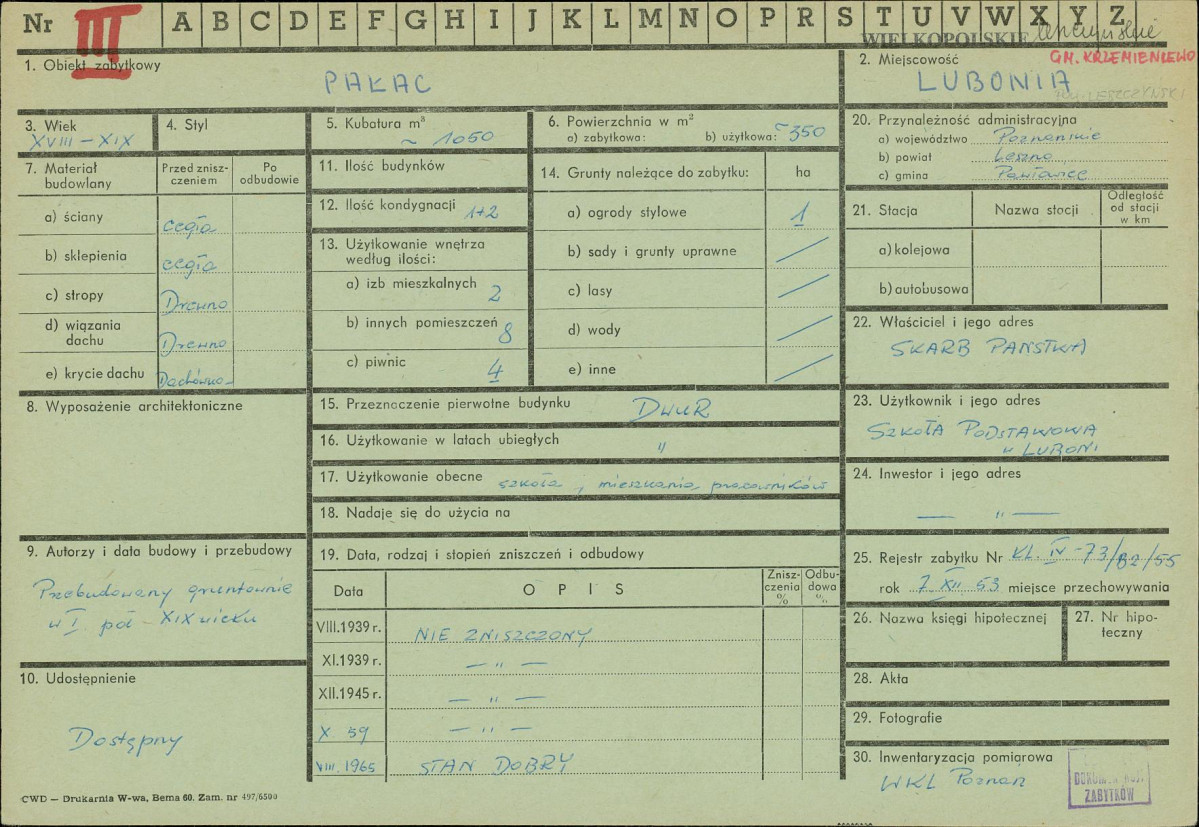 Nr III A B C D E F G H I J K L M N O P R S T U V W X Y Z
WIELKOPOLSKIE
GM. KRZEMIENIEWO
1. Obiekt zabytkowy
PAŁAC
2. Miejscowość
LUBONIA
POW. LESZCZYŃSKI
3. Wiek
XVIII – XIX
4. Styl
5. Kubatura m³
~ 1050
6. Powierzchnia w m²
a) zabytkowa: b) użytkowa: ~350
20. Przynależność administracyjna
a) województwo Poznańskie
b) powiat Leszno
c) gmina Pawłowice
7. Materiał budowlany
Przed zniszczeniem
Po odbudowie
a) ściany cegła
b) sklepienia cegła
c) stropy Drewno
d) wiązania dachu Drewno
e) krycie dachu Dachówka
11. Ilość budynków
12. Ilość kondygnacji 1+2
13. Użytkowanie wnętrza
według ilości:
a) izb mieszkalnych 2
b) innych pomieszczeń 8
c) piwnic 4
14. Grunty należące do zabytku: ha
a) ogrody stylowe 1
b) sady i grunty uprawne /
c) lasy /
d) wody /
e) inne /
21. Stacja
Nazwa stacji
Odległość od stacji w km
a) kolejowa
b) autobusowa
22. Właściciel i jego adres
SKARB PAŃSTWA
8. Wyposażenie architektoniczne
15. Przeznaczenie pierwotne budynku DWUR
16. Użytkowanie w latach ubiegłych "
17. Użytkowanie obecne szkoła, mieszkania pracowników
18. Nadaje się do użycia na
23. Użytkownik i jego adres
SZKOŁA PODSTAWOWA
w LUBONI
24. Inwestor i jego adres
— " —
9. Autorzy i data budowy i przebudowy
Przebudowany gruntownie
w I pół - XIX wieku
19. Data, rodzaj i stopień zniszczeń i odbudowy
Data
OPIS
Zniszczenia %
Odbudowa %
VIII.1939 r. NIE ZNISZCZONY
XI.1939 r. — " —
XII.1945 r. — " —
X 59 — " —
VIII.1965 STAN DOBRY
25. Rejestr zabytku Nr KL. IV - 73/82/55
rok 7 XII 53 miejsce przechowywania
26. Nazwa księgi hipotecznej
27. Nr hipoteczny
10. Udostępnienie
Dostępny
28. Akta
29. Fotografie
30. Inwentaryzacja pomiarowa
WKL Poznań
ZABYTKÓW
CWD — Drukarnia W-wa, Bema 60. Zam. nr 497/6500